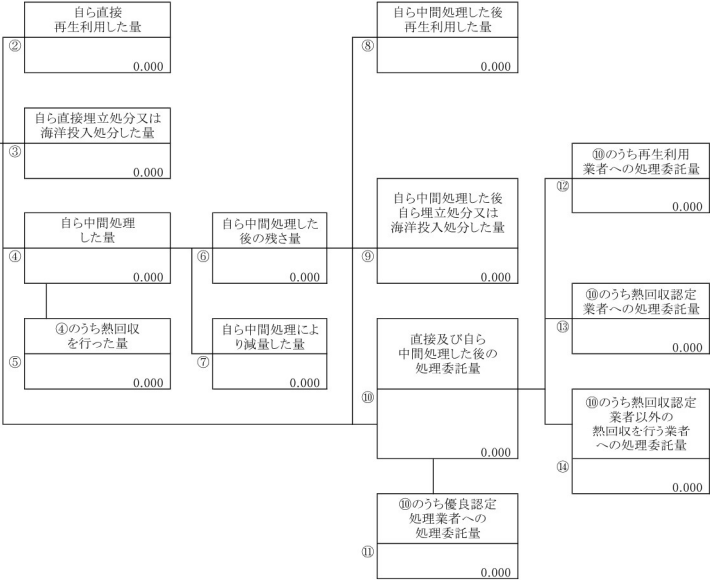 自ら直接
再生利用した量
②
0.000
自ら直接埋立処分又は
海洋投入処分した量
③
0.000
自ら中間処理
した量
④
0.000
④のうち熱回収
を行った量
⑤
0.000
自ら中間処理した
後の残さ量
⑥
0.000
自ら中間処理によ
り減量した量
⑦
0.000
自ら中間処理した後
再生利用した量
⑧
0.000
自ら中間処理した後
自ら埋立処分又は
海洋投入処分した量
⑨
0.000
直接及び自ら
中間処理した後の
処理委託量
⑩
0.000
⑩のうち優良認定
処理業者への
処理委託量
⑪
0.000
⑩のうち再生利用
業者への処理委託量
⑫
0.000
⑩のうち熱回収認定
業者への処理委託量
⑬
0.000
⑩のうち熱回収認定
業者以外の
熱回収を行う業者
への処理委託量
⑭
0.000